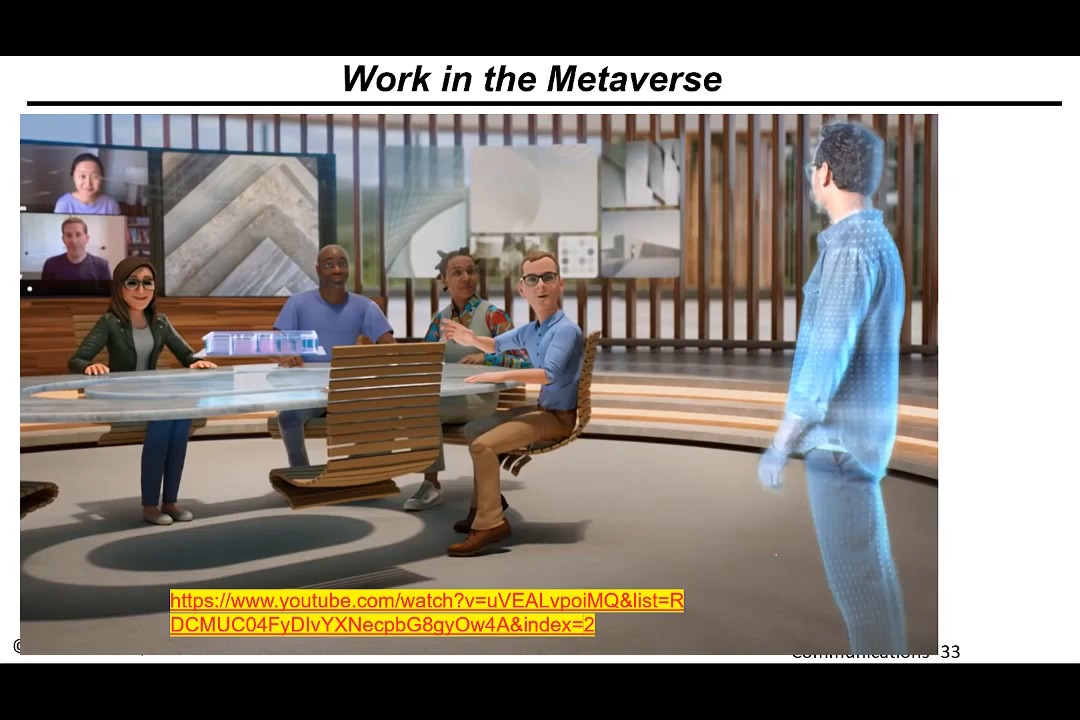 Work in the Metaverse
https://www.youtube.com/watch?v=uVEALvpoiMQ&list=R
DCMUC04FyDIvYXNecpbG8gyOw4A&index=2
©
Communications 33